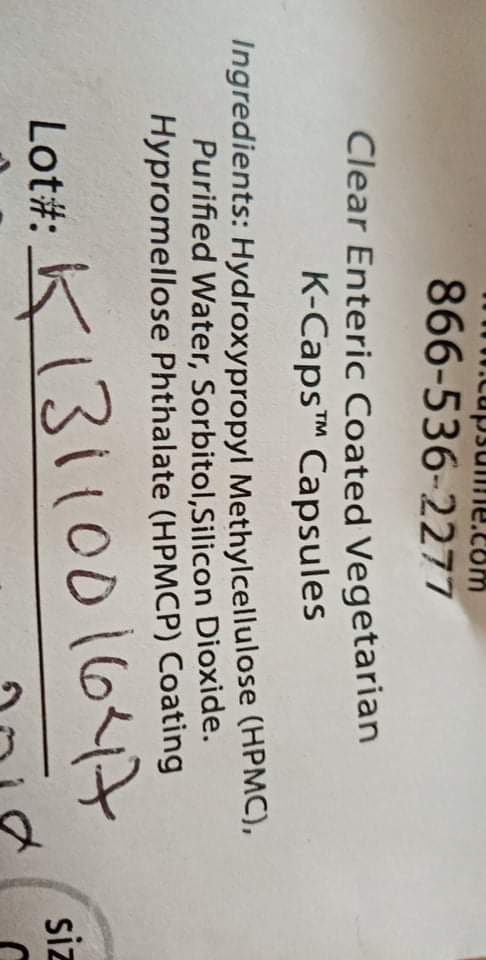 866-536-2277
Clear Enteric Coated Vegetarian
K-Caps™ Capsules
Ingredients: Hydroxypropyl Methylcellulose (HPMC),
Purified Water, Sorbitol,Silicon Dioxide.
Hypromellose Phthalate (HPMCP) Coating
Lot#: